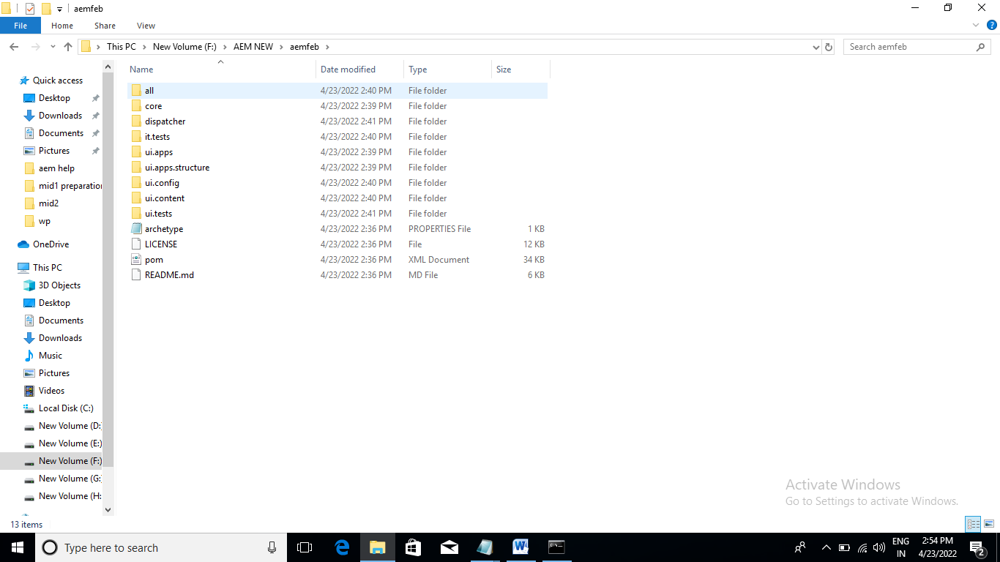 aemfeb
File Home Share View
This PC New Volume (F:) AEM NEW aemfeb
Search aemfeb
Name Date modified Type Size
Quick access
Desktop
Downloads
Documents
Pictures
aem help
mid1 preparation
mid2
wp
OneDrive
This PC
3D Objects
Desktop
Documents
Downloads
Music
Pictures
Videos
Local Disk (C:)
New Volume (D:
New Volume (E:)
New Volume (F:)
New Volume (G:
New Volume (H:
all 4/23/2022 2:40 PM File folder
core 4/23/2022 2:39 PM File folder
dispatcher 4/23/2022 2:41 PM File folder
it.tests 4/23/2022 2:40 PM File folder
ui.apps 4/23/2022 2:39 PM File folder
ui.apps.structure 4/23/2022 2:39 PM File folder
ui.config 4/23/2022 2:40 PM File folder
ui.content 4/23/2022 2:40 PM File folder
ui.tests 4/23/2022 2:41 PM File folder
archetype 4/23/2022 2:36 PM PROPERTIES File 1 KB
LICENSE 4/23/2022 2:36 PM File 12 KB
pom 4/23/2022 2:36 PM XML Document 34 KB
README.md 4/23/2022 2:36 PM MD File 6 KB
Activate Windows
Go to Settings to activate Windows.
13 items
Type here to search
ENG
IN
2:54 PM
4/23/2022
2